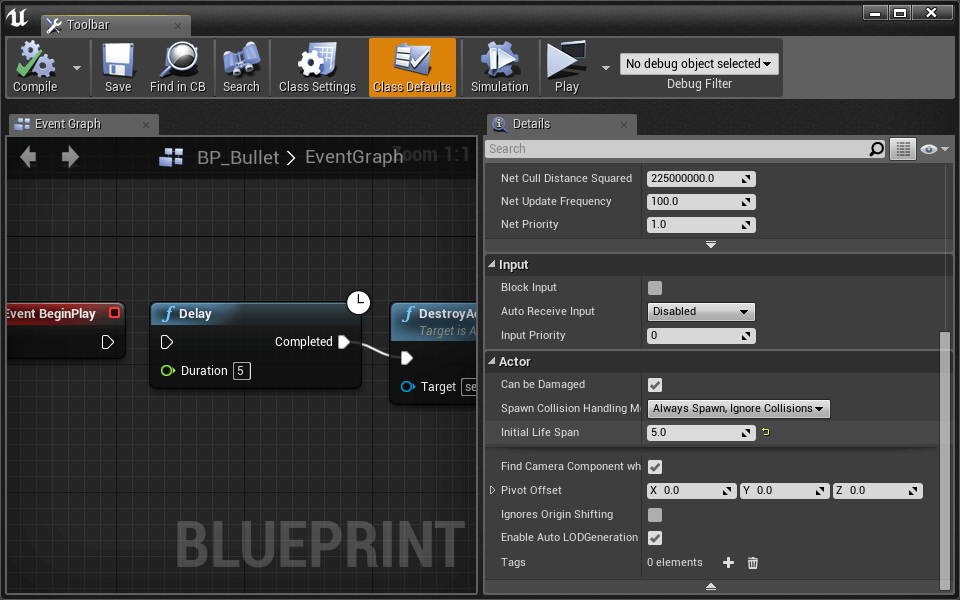 Toolbar
Compile
Save
Find in CB
Search
Class Settings
Class Defaults
Simulation
Play
No debug object selected
Debug Filter
Event Graph
BP_Bullet > EventGraph
Zoom 1:1
Event BeginPlay
f Delay
Completed
Duration 5
f DestroyAc
Target is A
Target se
BLUEPRINT
Details
Search
Net Cull Distance Squared 225000000.0
Net Update Frequency 100.0
Net Priority 1.0
Input
Block Input
Auto Receive Input Disabled
Input Priority 0
Actor
Can be Damaged
Spawn Collision Handling M Always Spawn, Ignore Collisions
Initial Life Span 5.0
Find Camera Component wh
Pivot Offset X 0.0 Y 0.0 Z 0.0
Ignores Origin Shifting
Enable Auto LODGeneration
Tags 0 elements